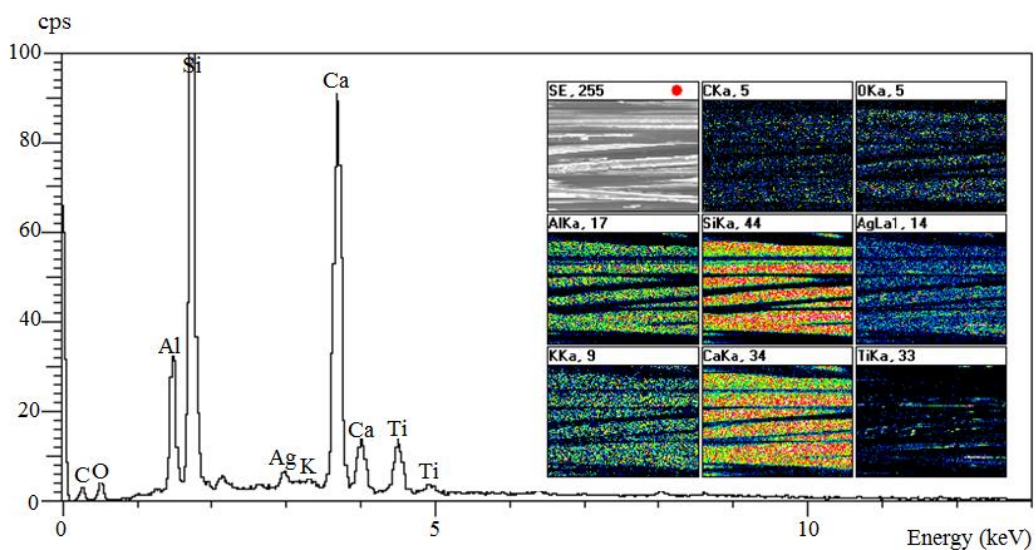 cps
100
80
60
40
20
0
C
O
Al
Si
Ag
K
Ca
Ca
Ti
Ti
0
5
10
Energy (keV)
SE, 255
CKa, 5
OKa, 5
AlKa, 17
SiKa, 44
AgLa1, 14
KKa, 9
CaKa, 34
TiKa, 33